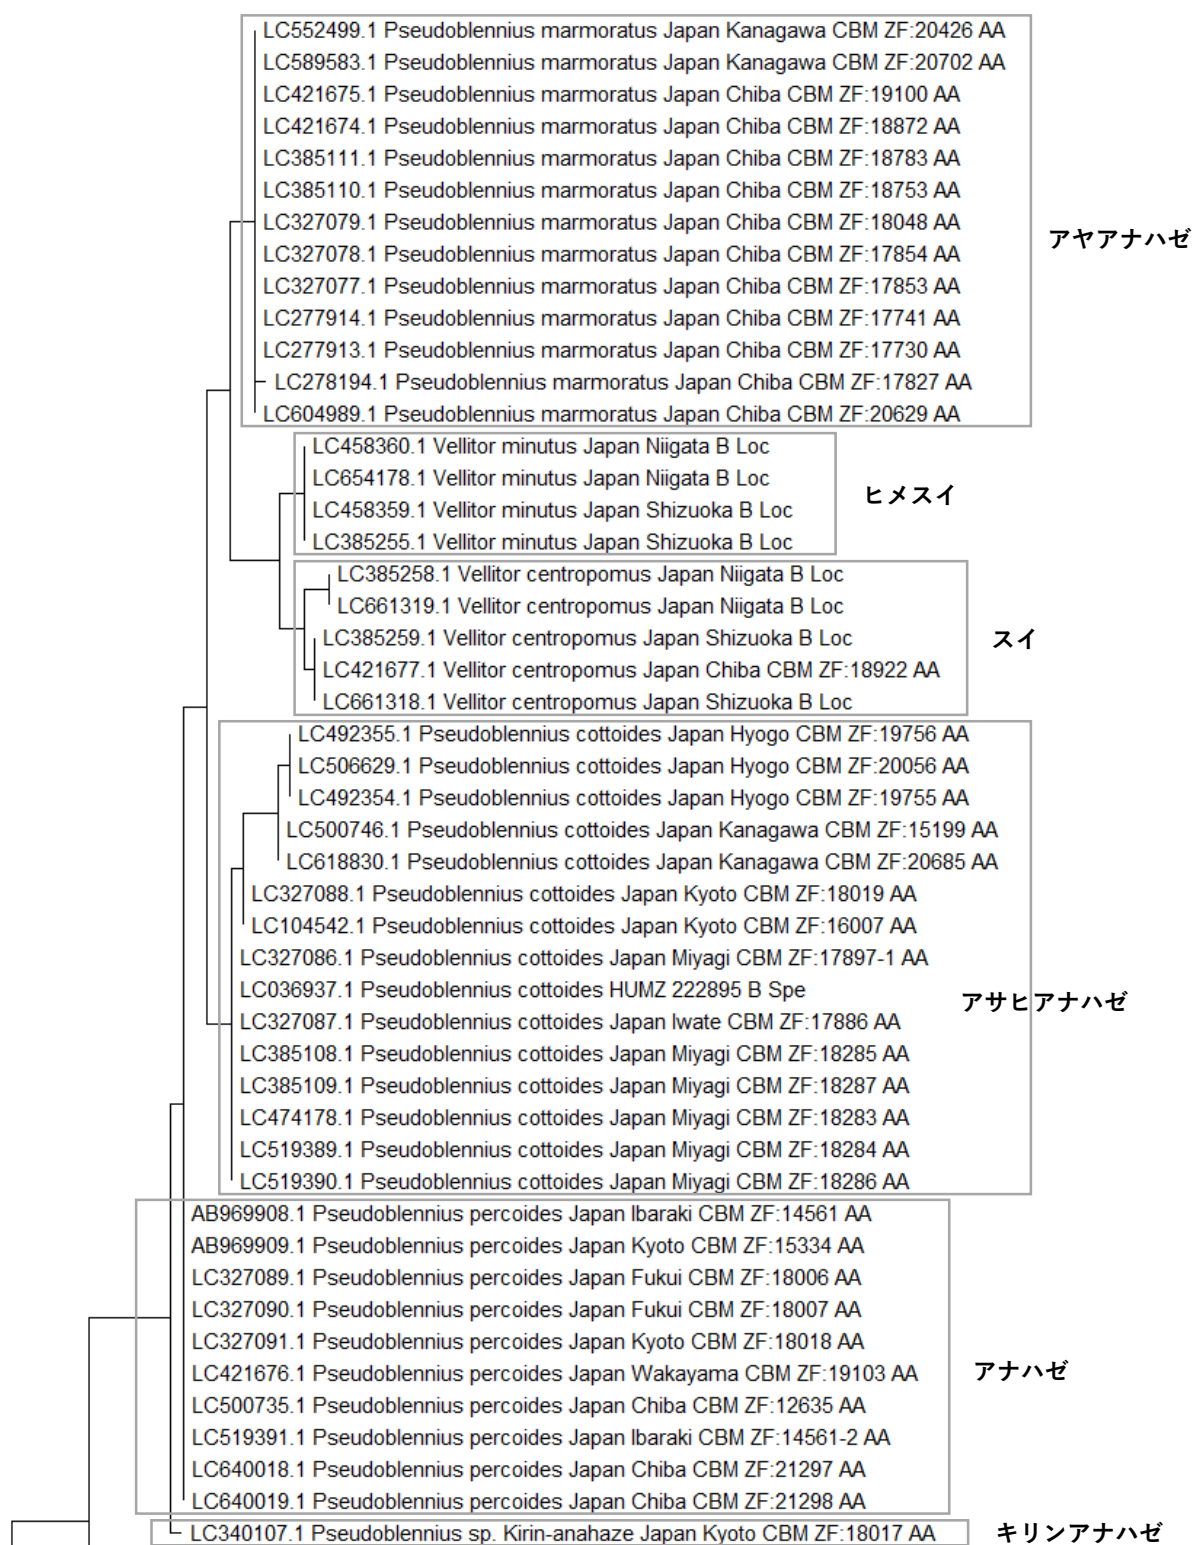 LC552499.1 Pseudoblennius marmoratus Japan Kanagawa CBM ZF:20426 AA
LC589583.1 Pseudoblennius marmoratus Japan Kanagawa CBM ZF:20702 AA
LC421675.1 Pseudoblennius marmoratus Japan Chiba CBM ZF:19100 AA
LC421674.1 Pseudoblennius marmoratus Japan Chiba CBM ZF:18872 AA
LC385111.1 Pseudoblennius marmoratus Japan Chiba CBM ZF:18783 AA
LC385110.1 Pseudoblennius marmoratus Japan Chiba CBM ZF:18753 AA
LC327079.1 Pseudoblennius marmoratus Japan Chiba CBM ZF:18048 AA
アヤアナハゼ
LC327078.1 Pseudoblennius marmoratus Japan Chiba CBM ZF:17854 AA
LC327077.1 Pseudoblennius marmoratus Japan Chiba CBM ZF:17853 AA
LC277914.1 Pseudoblennius marmoratus Japan Chiba CBM ZF:17741 AA
LC277913.1 Pseudoblennius marmoratus Japan Chiba CBM ZF:17730 AA
LC278194.1 Pseudoblennius marmoratus Japan Chiba CBM ZF:17827 AA
LC604989.1 Pseudoblennius marmoratus Japan Chiba CBM ZF:20629 AA
LC458360.1 Vellitor minutus Japan Niigata B Loc
LC654178.1 Vellitor minutus Japan Niigata B Loc
ヒメスイ
LC458359.1 Vellitor minutus Japan Shizuoka B Loc
LC385255.1 Vellitor minutus Japan Shizuoka B Loc
LC385258.1 Vellitor centropomus Japan Niigata B Loc
LC661319.1 Vellitor centropomus Japan Niigata B Loc
LC385259.1 Vellitor centropomus Japan Shizuoka B Loc
スイ
LC421677.1 Vellitor centropomus Japan Chiba CBM ZF:18922 AA
LC661318.1 Vellitor centropomus Japan Shizuoka B Loc
LC492355.1 Pseudoblennius cottoides Japan Hyogo CBM ZF:19756 AA
LC506629.1 Pseudoblennius cottoides Japan Hyogo CBM ZF:20056 AA
LC492354.1 Pseudoblennius cottoides Japan Hyogo CBM ZF:19755 AA
LC500746.1 Pseudoblennius cottoides Japan Kanagawa CBM ZF:15199 AA
LC618830.1 Pseudoblennius cottoides Japan Kanagawa CBM ZF:20685 AA
LC327088.1 Pseudoblennius cottoides Japan Kyoto CBM ZF:18019 AA
LC104542.1 Pseudoblennius cottoides Japan Kyoto CBM ZF:16007 AA
LC327086.1 Pseudoblennius cottoides Japan Miyagi CBM ZF:17897-1 AA
LC036937.1 Pseudoblennius cottoides HUMZ 222895 B Spe
アサヒアナハゼ
LC327087.1 Pseudoblennius cottoides Japan Iwate CBM ZF:17886 AA
LC385108.1 Pseudoblennius cottoides Japan Miyagi CBM ZF:18285 AA
LC385109.1 Pseudoblennius cottoides Japan Miyagi CBM ZF:18287 AA
LC474178.1 Pseudoblennius cottoides Japan Miyagi CBM ZF:18283 AA
LC519389.1 Pseudoblennius cottoides Japan Miyagi CBM ZF:18284 AA
LC519390.1 Pseudoblennius cottoides Japan Miyagi CBM ZF:18286 AA
AB969908.1 Pseudoblennius percoides Japan Ibaraki CBM ZF:14561 AA
AB969909.1 Pseudoblennius percoides Japan Kyoto CBM ZF:15334 AA
LC327089.1 Pseudoblennius percoides Japan Fukui CBM ZF:18006 AA
LC327090.1 Pseudoblennius percoides Japan Fukui CBM ZF:18007 AA
LC327091.1 Pseudoblennius percoides Japan Kyoto CBM ZF:18018 AA
LC421676.1 Pseudoblennius percoides Japan Wakayama CBM ZF:19103 AA
アナハゼ
LC500735.1 Pseudoblennius percoides Japan Chiba CBM ZF:12635 AA
LC519391.1 Pseudoblennius percoides Japan Ibaraki CBM ZF:14561-2 AA
LC640018.1 Pseudoblennius percoides Japan Chiba CBM ZF:21297 AA
LC640019.1 Pseudoblennius percoides Japan Chiba CBM ZF:21298 AA
LC340107.1 Pseudoblennius sp. Kirin-anahaze Japan Kyoto CBM ZF:18017 AA
キリンアナハゼ